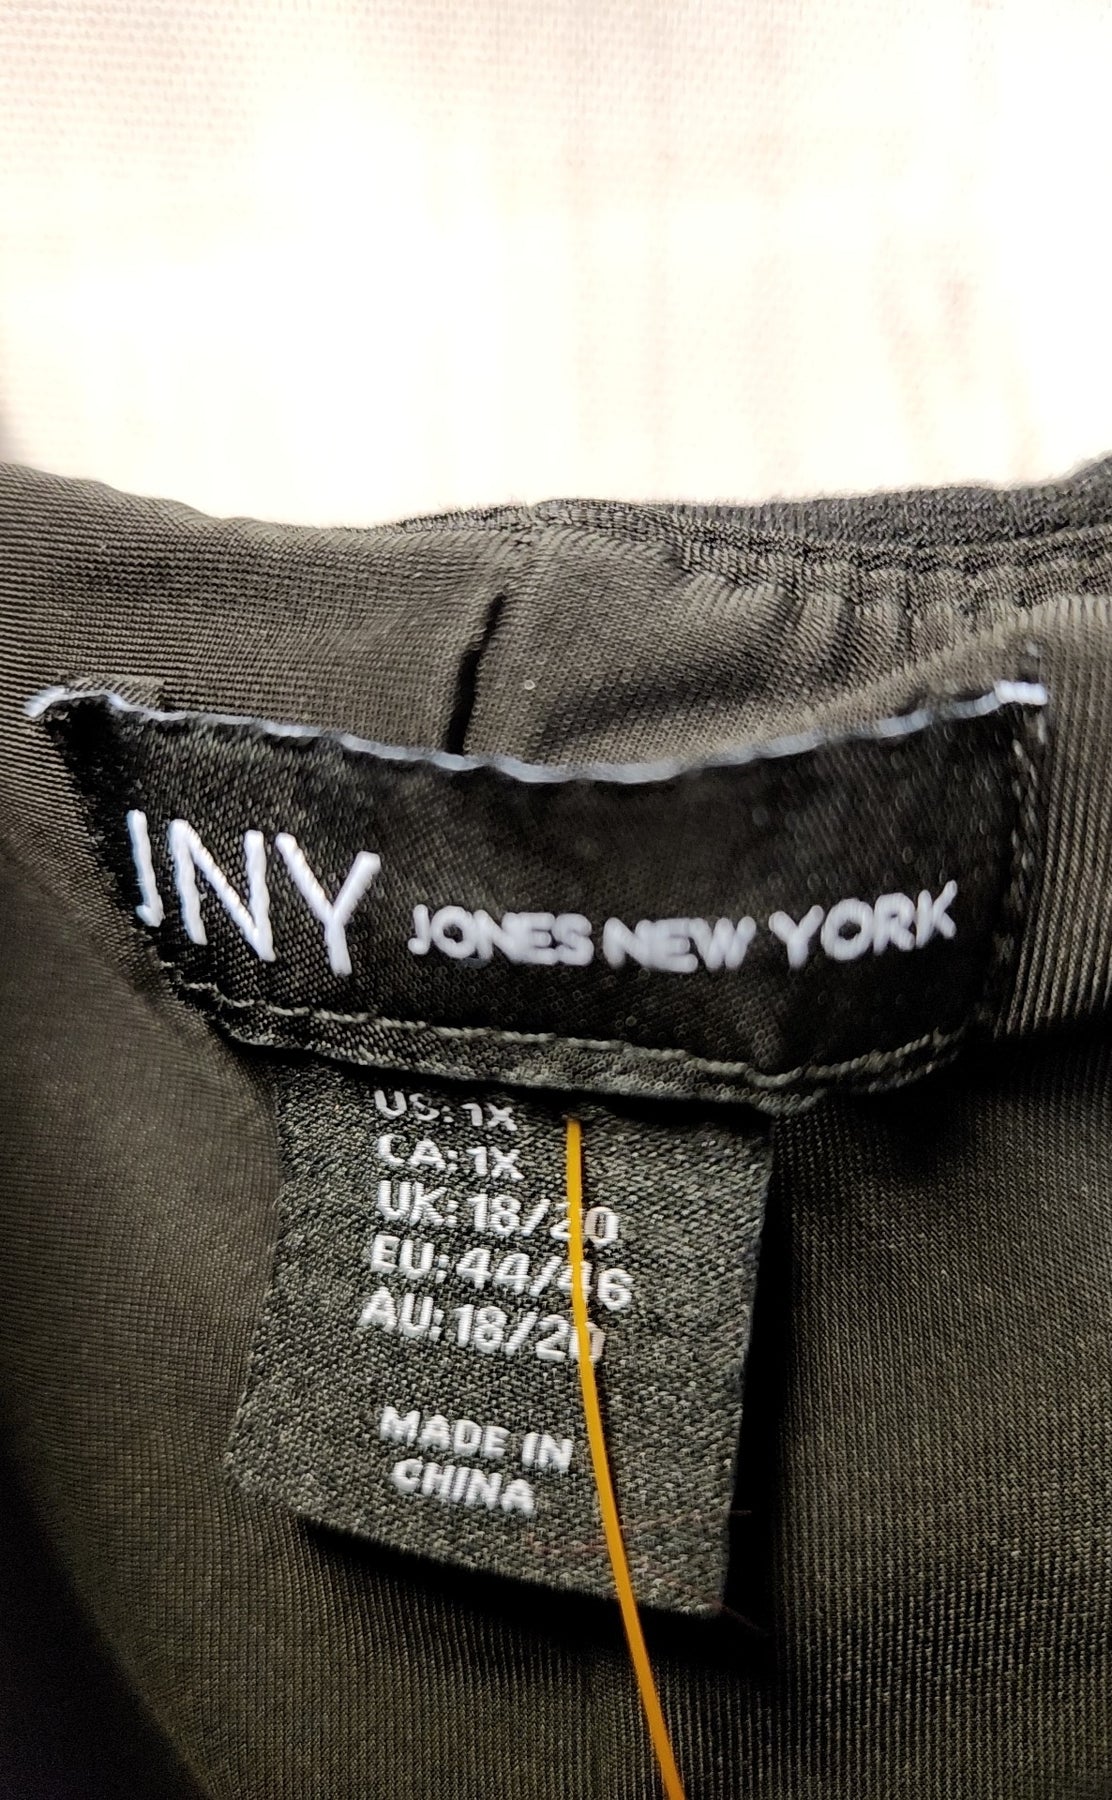 JNY JONES NEW YORK
US: 1X
CA: 1X
UK: 18/20
EU: 44/46
AU: 18/20
MADE IN
CHINA